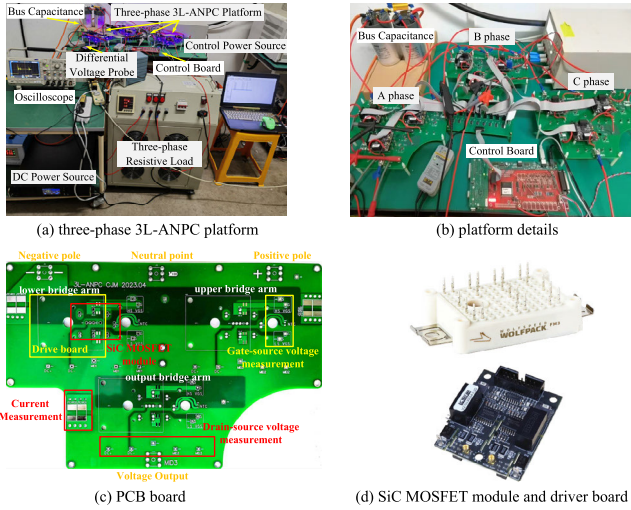 Bus Capacitance
Three-phase 3L-ANPC Platform
Control Power Source
Differential
Voltage Probe
Control Board
Oscilloscope
Three-phase
Resistive Load
DC Power Source
(a) three-phase 3L-ANPC platform
Bus Capacitance
B phase
C phase
A phase
Control Board
(b) platform details
Negative pole
Neutral point
Positive pole
3L-ANPC CJM 2023.04
lower bridge arm
upper bridge arm
Drive board
SiC MOSFET
module
Gate-source voltage
measurement
output bridge arm
Current
Measurement
Drain-source voltage
measurement
MID3
Voltage Output
(c) PCB board
WOLFPACK
(d) SiC MOSFET module and driver board